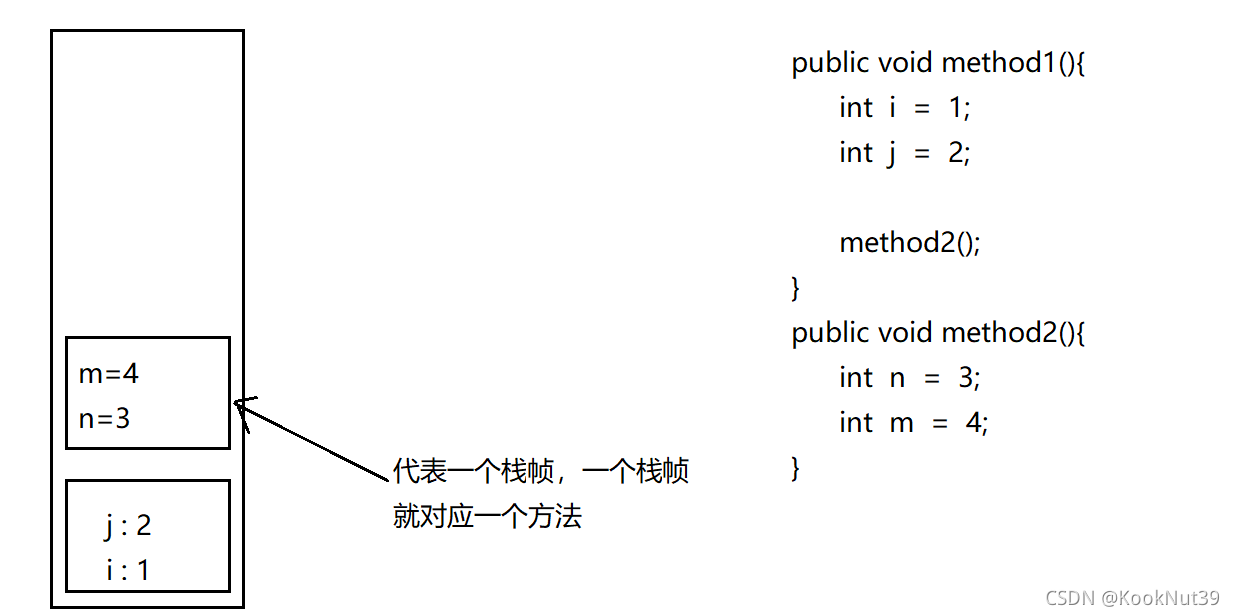 m=4
n=3
j : 2
i : 1
代表一个栈帧，一个栈帧
就对应一个方法
public void method1(){
int i = 1;
int j = 2;
method2();
}
public void method2(){
int n = 3;
int m = 4;
}
CSDN @KookNut39